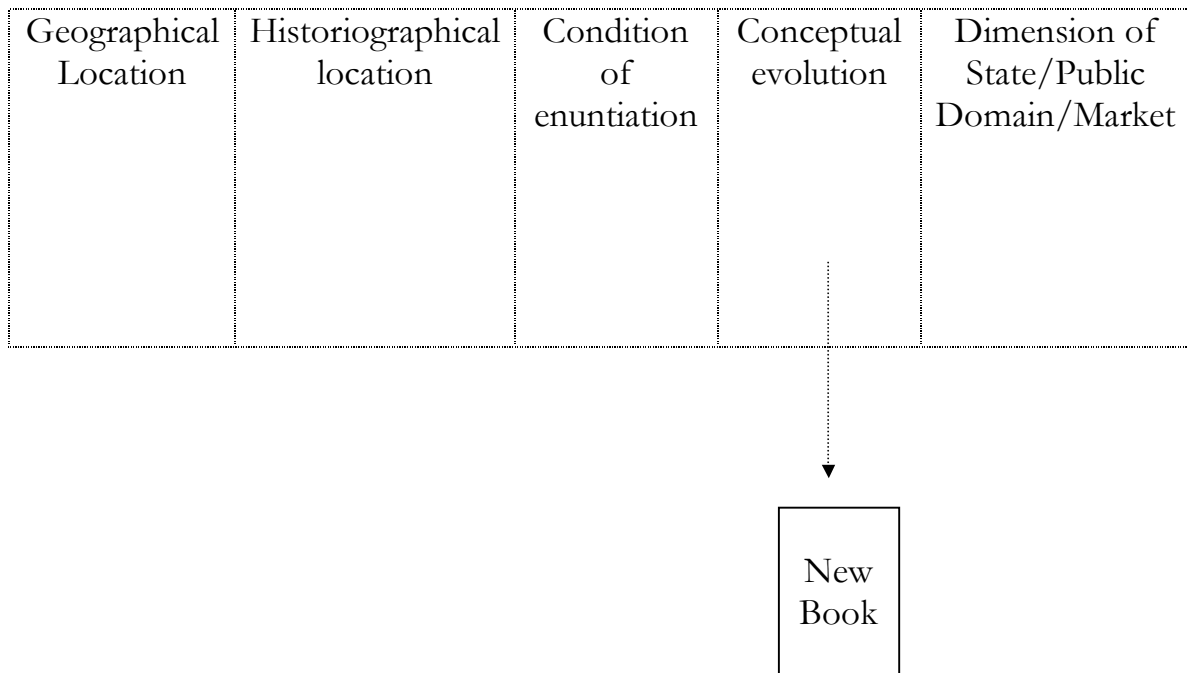 Geographical
Location
Historiographical
location
Condition
of
enuntiation
Conceptual
evolution
Dimension of
State/Public
Domain/Market
New
Book